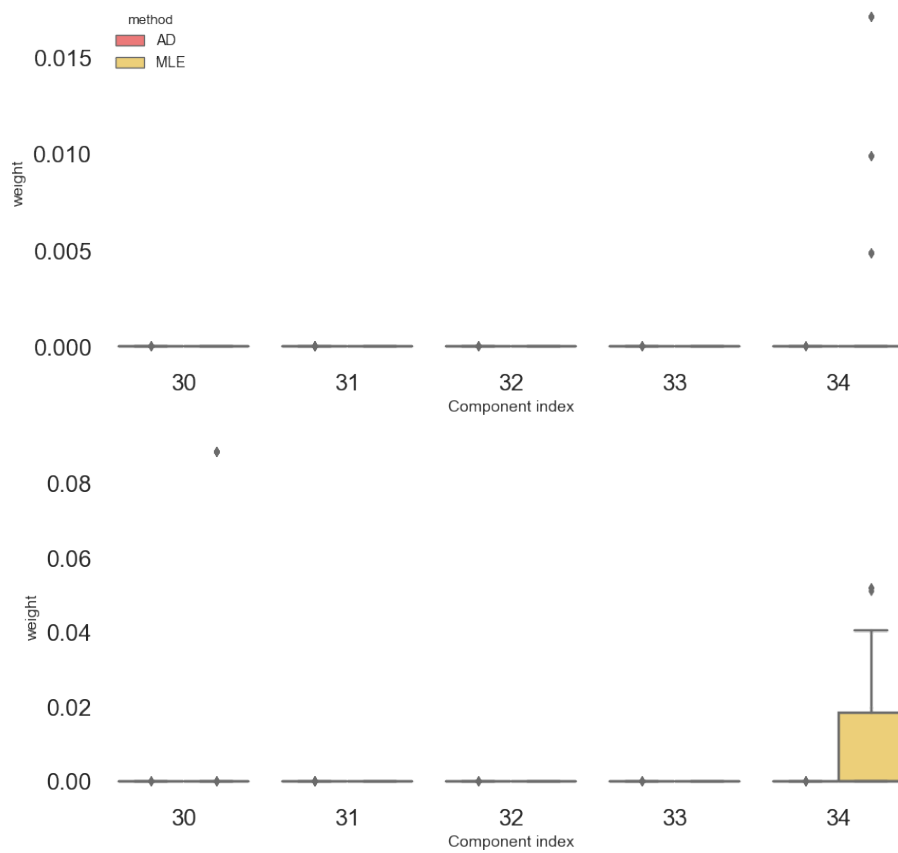 method
AD
MLE
0.015
0.010
0.005
0.000
weight
30 31 32 33 34
Component index
0.08
0.06
0.04
0.02
0.00
weight
30 31 32 33 34
Component index